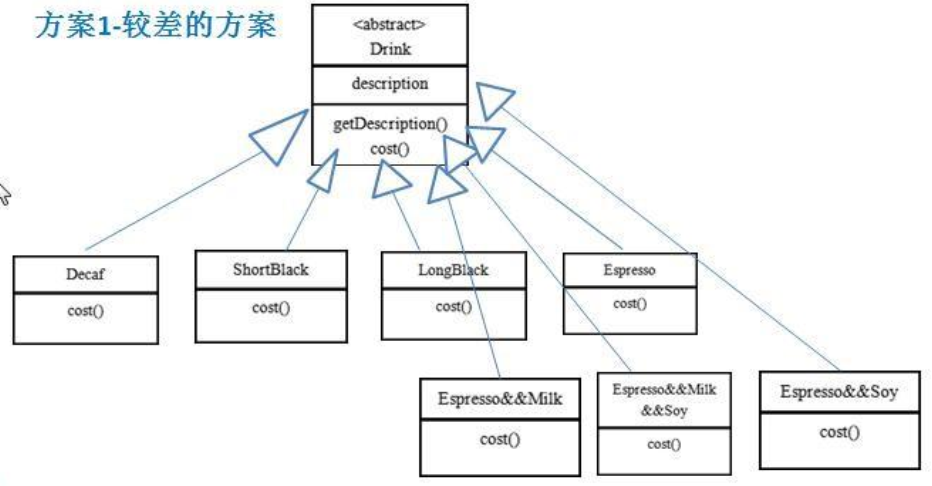 方案1-较差的方案
<abstract>
Drink
description
getDescription()
cost()
Decaf
cost()
ShortBlack
cost()
LongBlack
cost()
Espresso
cost()
Espresso&&Milk
cost()
Espresso&&Milk
&&Soy
cost()
Espresso&&Soy
cost()